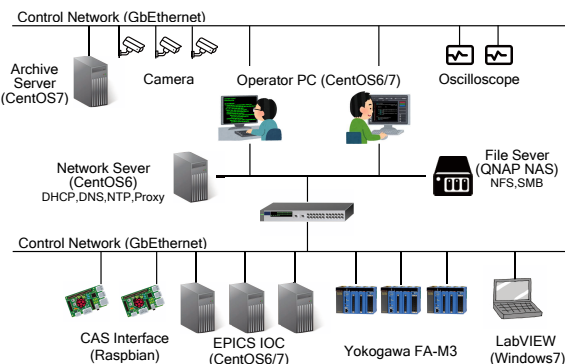 Control Network (GbEthernet)
Archive
Server
(CentOS7)
Camera
Operator PC (CentOS6/7)
Oscilloscope
Network Sever
(CentOS6)
DHCP,DNS,NTP,Proxy
File Sever
(QNAP NAS)
NFS,SMB
Control Network (GbEthernet)
CAS Interface
(Raspbian)
EPICS IOC
(CentOS6/7)
Yokogawa FA-M3
LabVIEW
(Windows7)